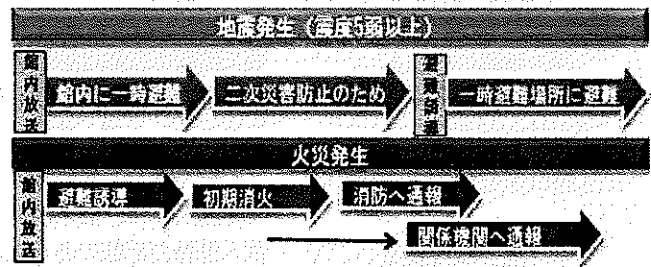 地震発生（震度5弱以上）
館内放送
館内に一時避難
二次災害防止のため
避難誘導
一時避難場所に避難
火災発生
館内放送
避難誘導
初期消火
消防へ通報
関係機関へ通報